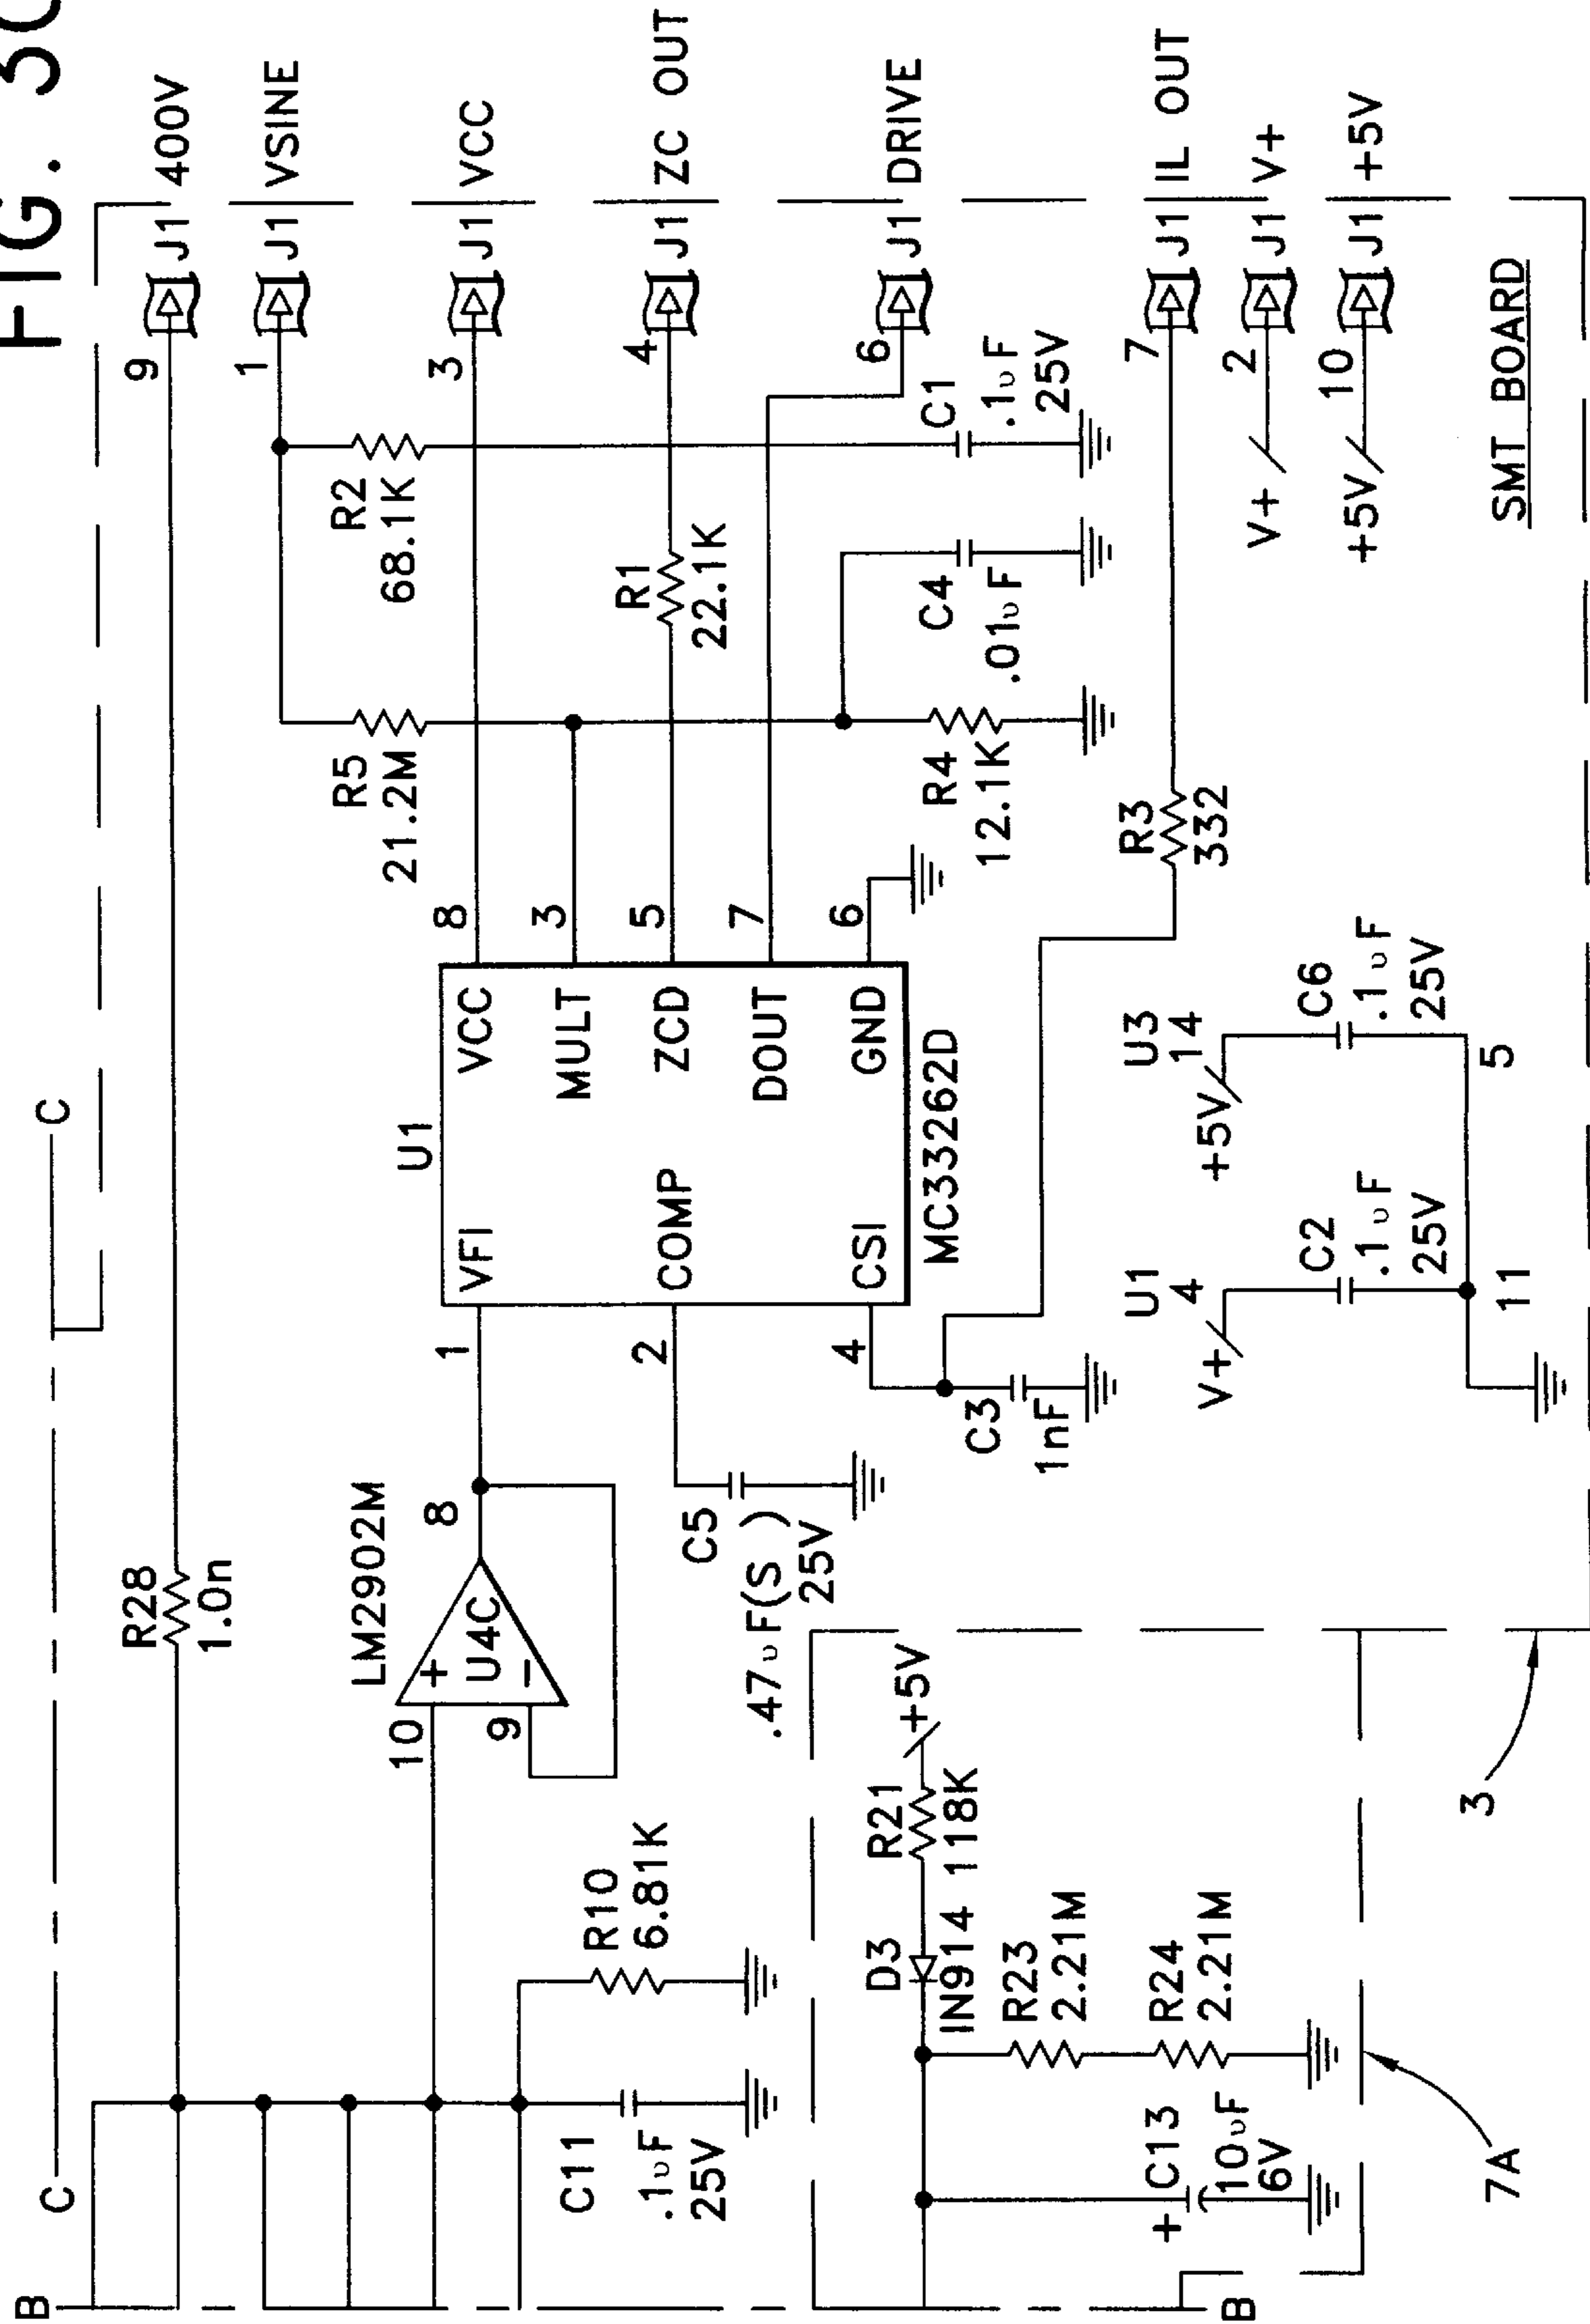 FIG. 3C
C
C
B
B
9
J1 400V
1
J1 VSINE
3
J1 VCC
4
J1 ZC OUT
6
J1 DRIVE
7
J1 IL OUT
V+
2
J1 V+
+5V
10
J1 +5V
SMT BOARD
R28
1.0n
LM2902M
10
+
U4C
9
−
8
1
U1
VFI
VCC
MULT
COMP
ZCD
DOUT
CSI
GND
MC33262D
8
3
5
7
6
2
4
R5
21.2M
R2
68.1K
R1
22.1K
R4
12.1K
C4
.01υF
C1
.1υF
25V
R3
332
C5
.47υF(S )
25V
C3
1nF
C11
.1υF
25V
R10
6.81K
D3
IN914
R21
118K
+5V
R23
2.21M
R24
2.21M
+
C13
10υF
6V
7A
3
U1
4
V+
C2
.1υF
25V
11
U3
14
+5V
C6
.1υF
25V
5